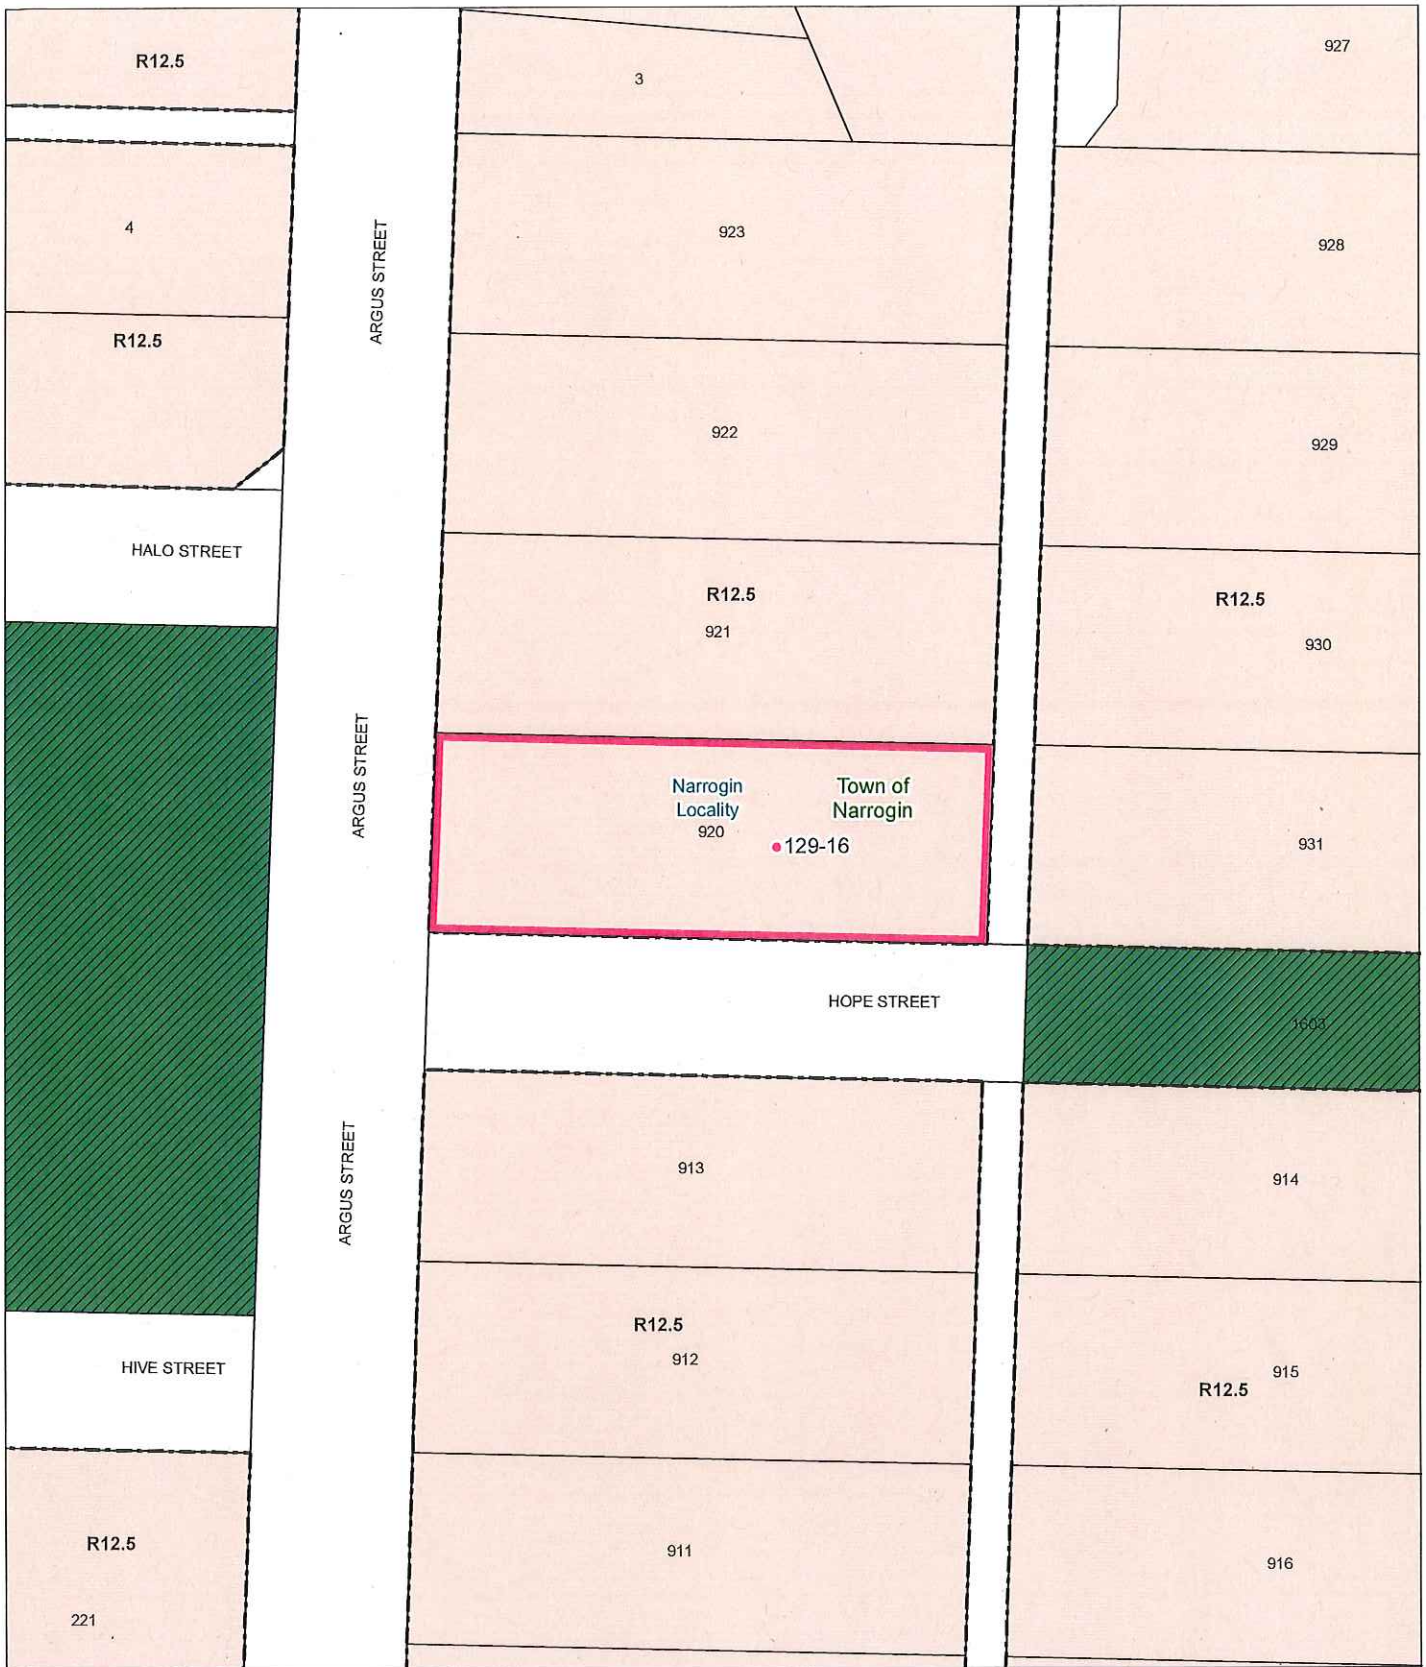 R12.5
3
927
4
923
928
ARGUS STREET
R12.5
922
929
HALO STREET
R12.5
R12.5
921
930
ARGUS STREET
Narrogin
Locality
Town of
Narrogin
920
129-16
931
HOPE STREET
1603
ARGUS STREET
913
914
R12.5
912
HIVE STREET
915
R12.5
R12.5
911
916
221